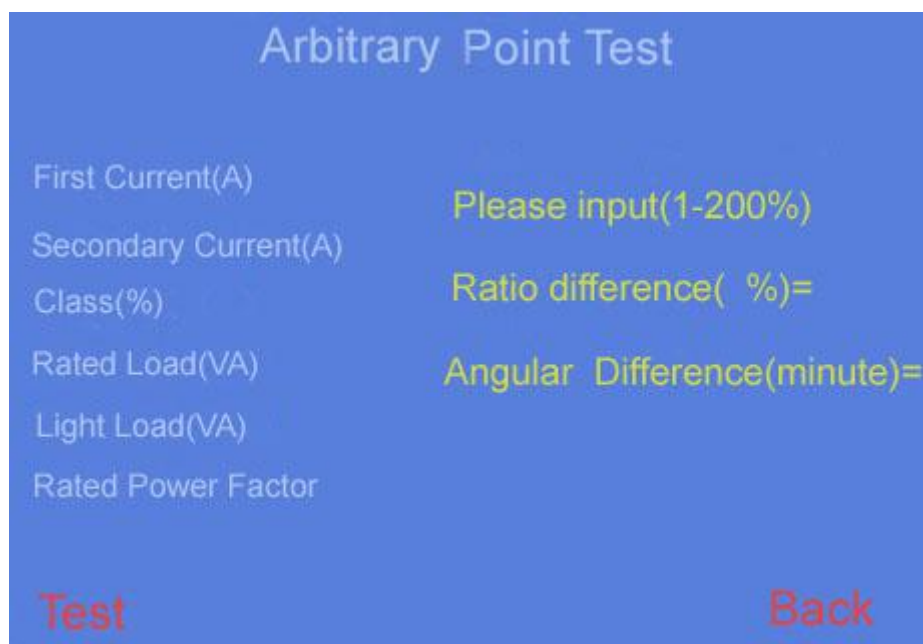 Arbitrary Point Test
First Current(A)
Secondary Current(A)
Class(%)
Rated Load(VA)
Light Load(VA)
Rated Power Factor
Please input(1-200%)
Ratio difference(  %)=
Angular  Difference(minute)=
Test
Back